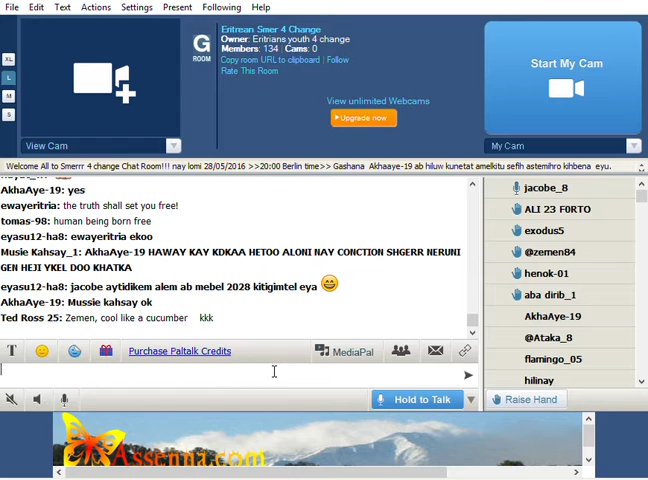 File Edit Text Actions Settings Present Following Help
Eritrean Smer 4 Change
Owner: Eritrians youth 4 change
Members: 134 | Cams: 0
Copy room URL to clipboard | Follow
Rate This Room
G
ROOM
XL
L
M
S
View unlimited Webcams
Upgrade now
Start My Cam
View Cam
My Cam
Welcome All to Smerrr 4 change Chat Room!!! nay lomi 28/05/2016 >>20:00 Berlin time>> Gashana Akhaaye-19 ab hiluw kunetat amelkitu sefih astemihro kihbena eyu.
AkhaAye-19: yes
ewayeritria: the truth shall set you free!
tomas-98: human being born free
eyasu12-ha8: ewayeritria ekoo
Musie Kahsay_1: AkhaAye-19 HAWAY KAY KDKAA HETOO ALONI NAY CONCTION SHGERR NERUNI
GEN HEJI YKEL DOO KHATKA
eyasu12-ha8: jacobe aytidikem alem ab mebel 2028 kitigimtel eya
AkhaAye-19: Mussie kahsay ok
Ted Ross 25: Zemen, cool like a cucumber kkk
jacobe_8
ALI 23 F0RTO
exodus5
@zemen84
henok-01
aba dirib_1
AkhaAye-19
@Ataka_8
flamingo_05
hilinay
T
Purchase Paltalk Credits
MediaPal
Hold to Talk
Raise Hand
Assenna.com